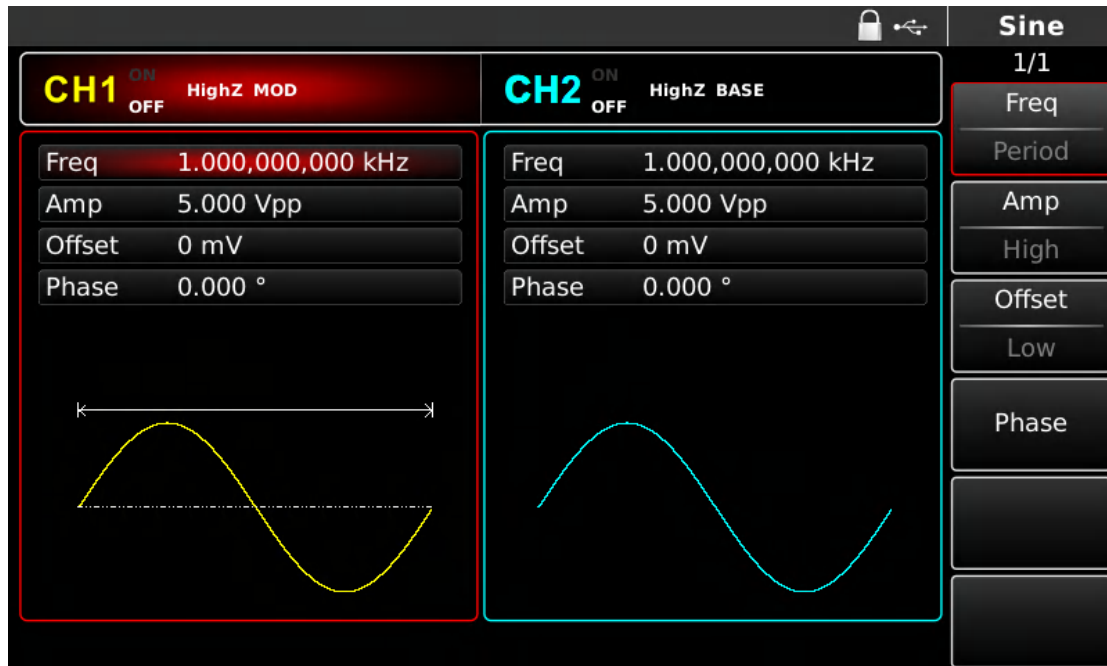 Sine
1/1
CH1 ON OFF HighZ MOD
CH2 ON OFF HighZ BASE
Freq 1.000,000,000 kHz
Amp 5.000 Vpp
Offset 0 mV
Phase 0.000 °
Freq 1.000,000,000 kHz
Amp 5.000 Vpp
Offset 0 mV
Phase 0.000 °
Freq
Period
Amp
High
Offset
Low
Phase